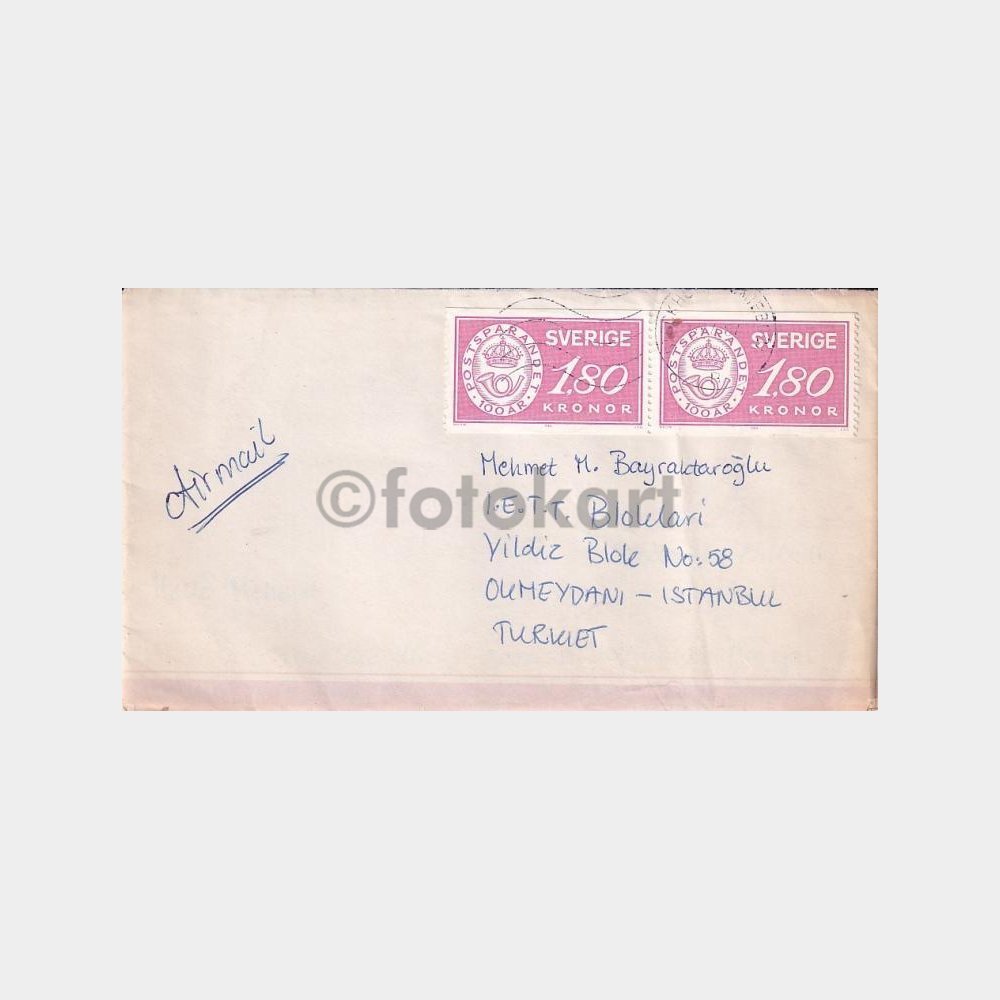 POSTSPARANDET 100 ÅR
SVERIGE
1,80
KRONOR
POSTSPARANDET 100 ÅR
SVERIGE
1,80
KRONOR
Airmail
Mehmet M. Bayraktaroğlu
I.E.T.T. Bloklari
Yildiz Blok No: 58
OKMEYDANI - ISTANBUL
TURKIET
©fotokart